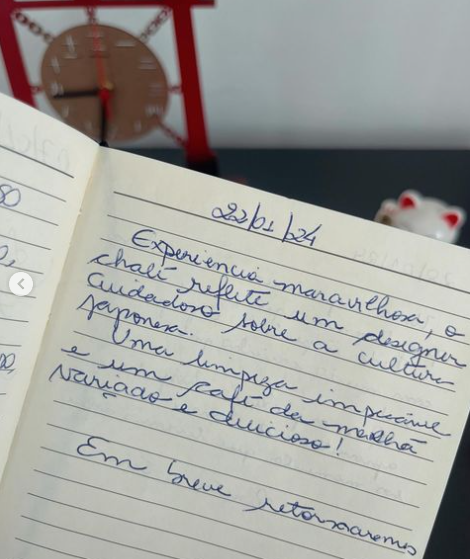 22/01/24
Experiencia maravilhosa, o
chalé reflete um designer
cuidadoso sobre a cultura
japonesa.
Uma limpeza impecável
e um café da manhã
variado e delicioso!
Em breve retornaremos